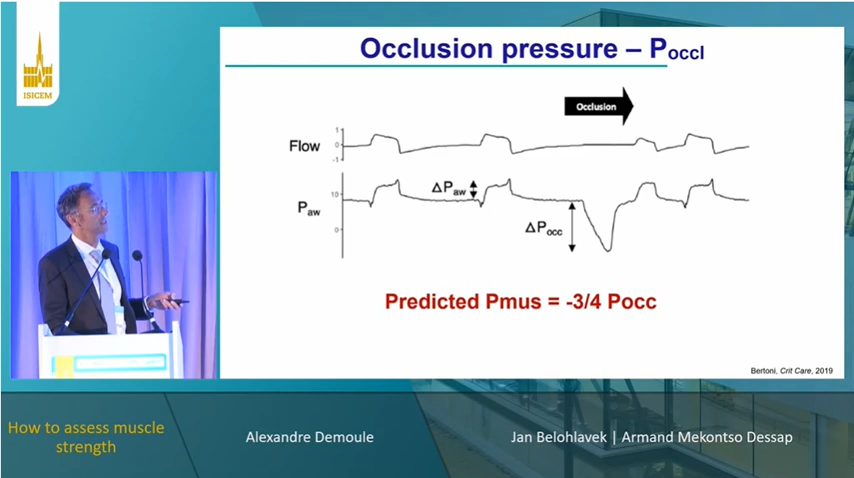 ISICEM
Occlusion pressure – Poccl
Occlusion
Flow
1
0
-1
ΔPaw
Paw
10
0
ΔPocc
Predicted Pmus = -3/4 Pocc
Bertoni, Crit Care, 2019
How to assess muscle
strength
Alexandre Demoule
Jan Belohlavek | Armand Mekontso Dessap